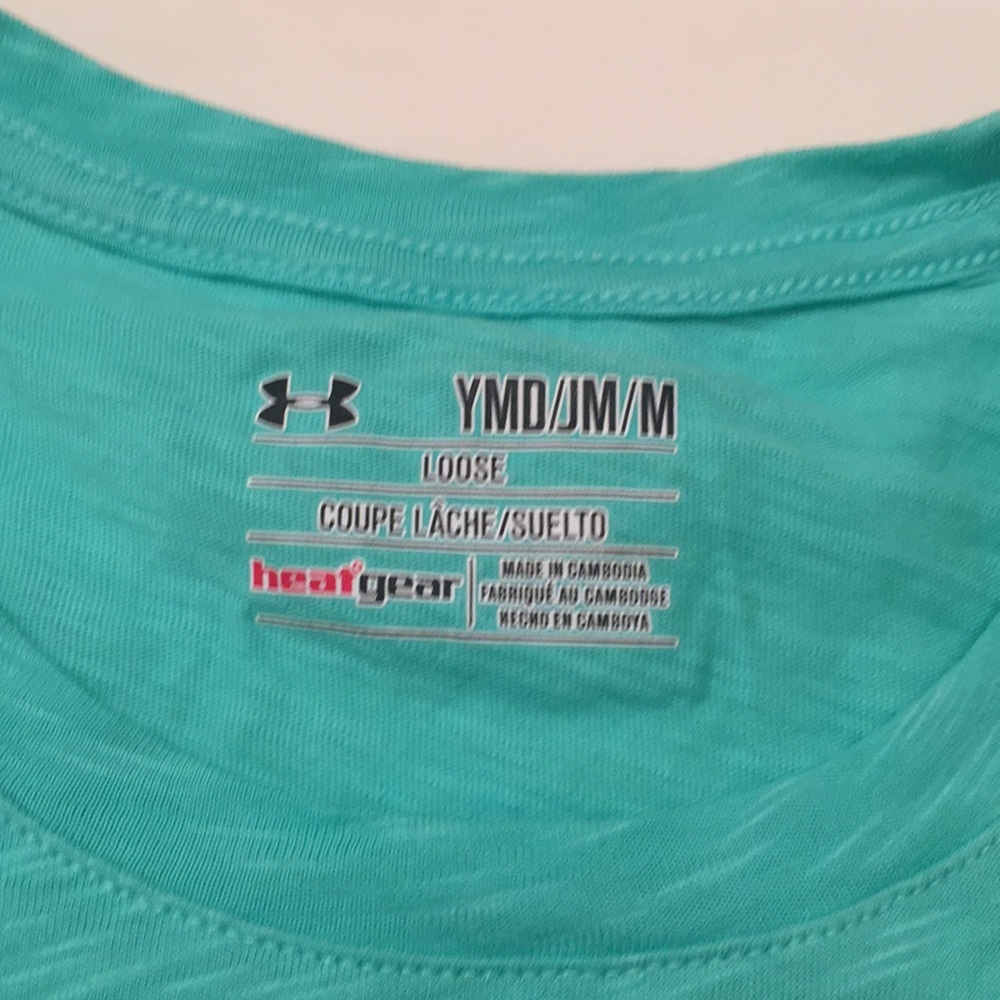 YMD/JM/M
LOOSE
COUPE LÂCHE/SUELTO
heatgear
MADE IN CAMBODIA
FABRIQUÉ AU CAMBODGE
HECHO EN CAMBOYA